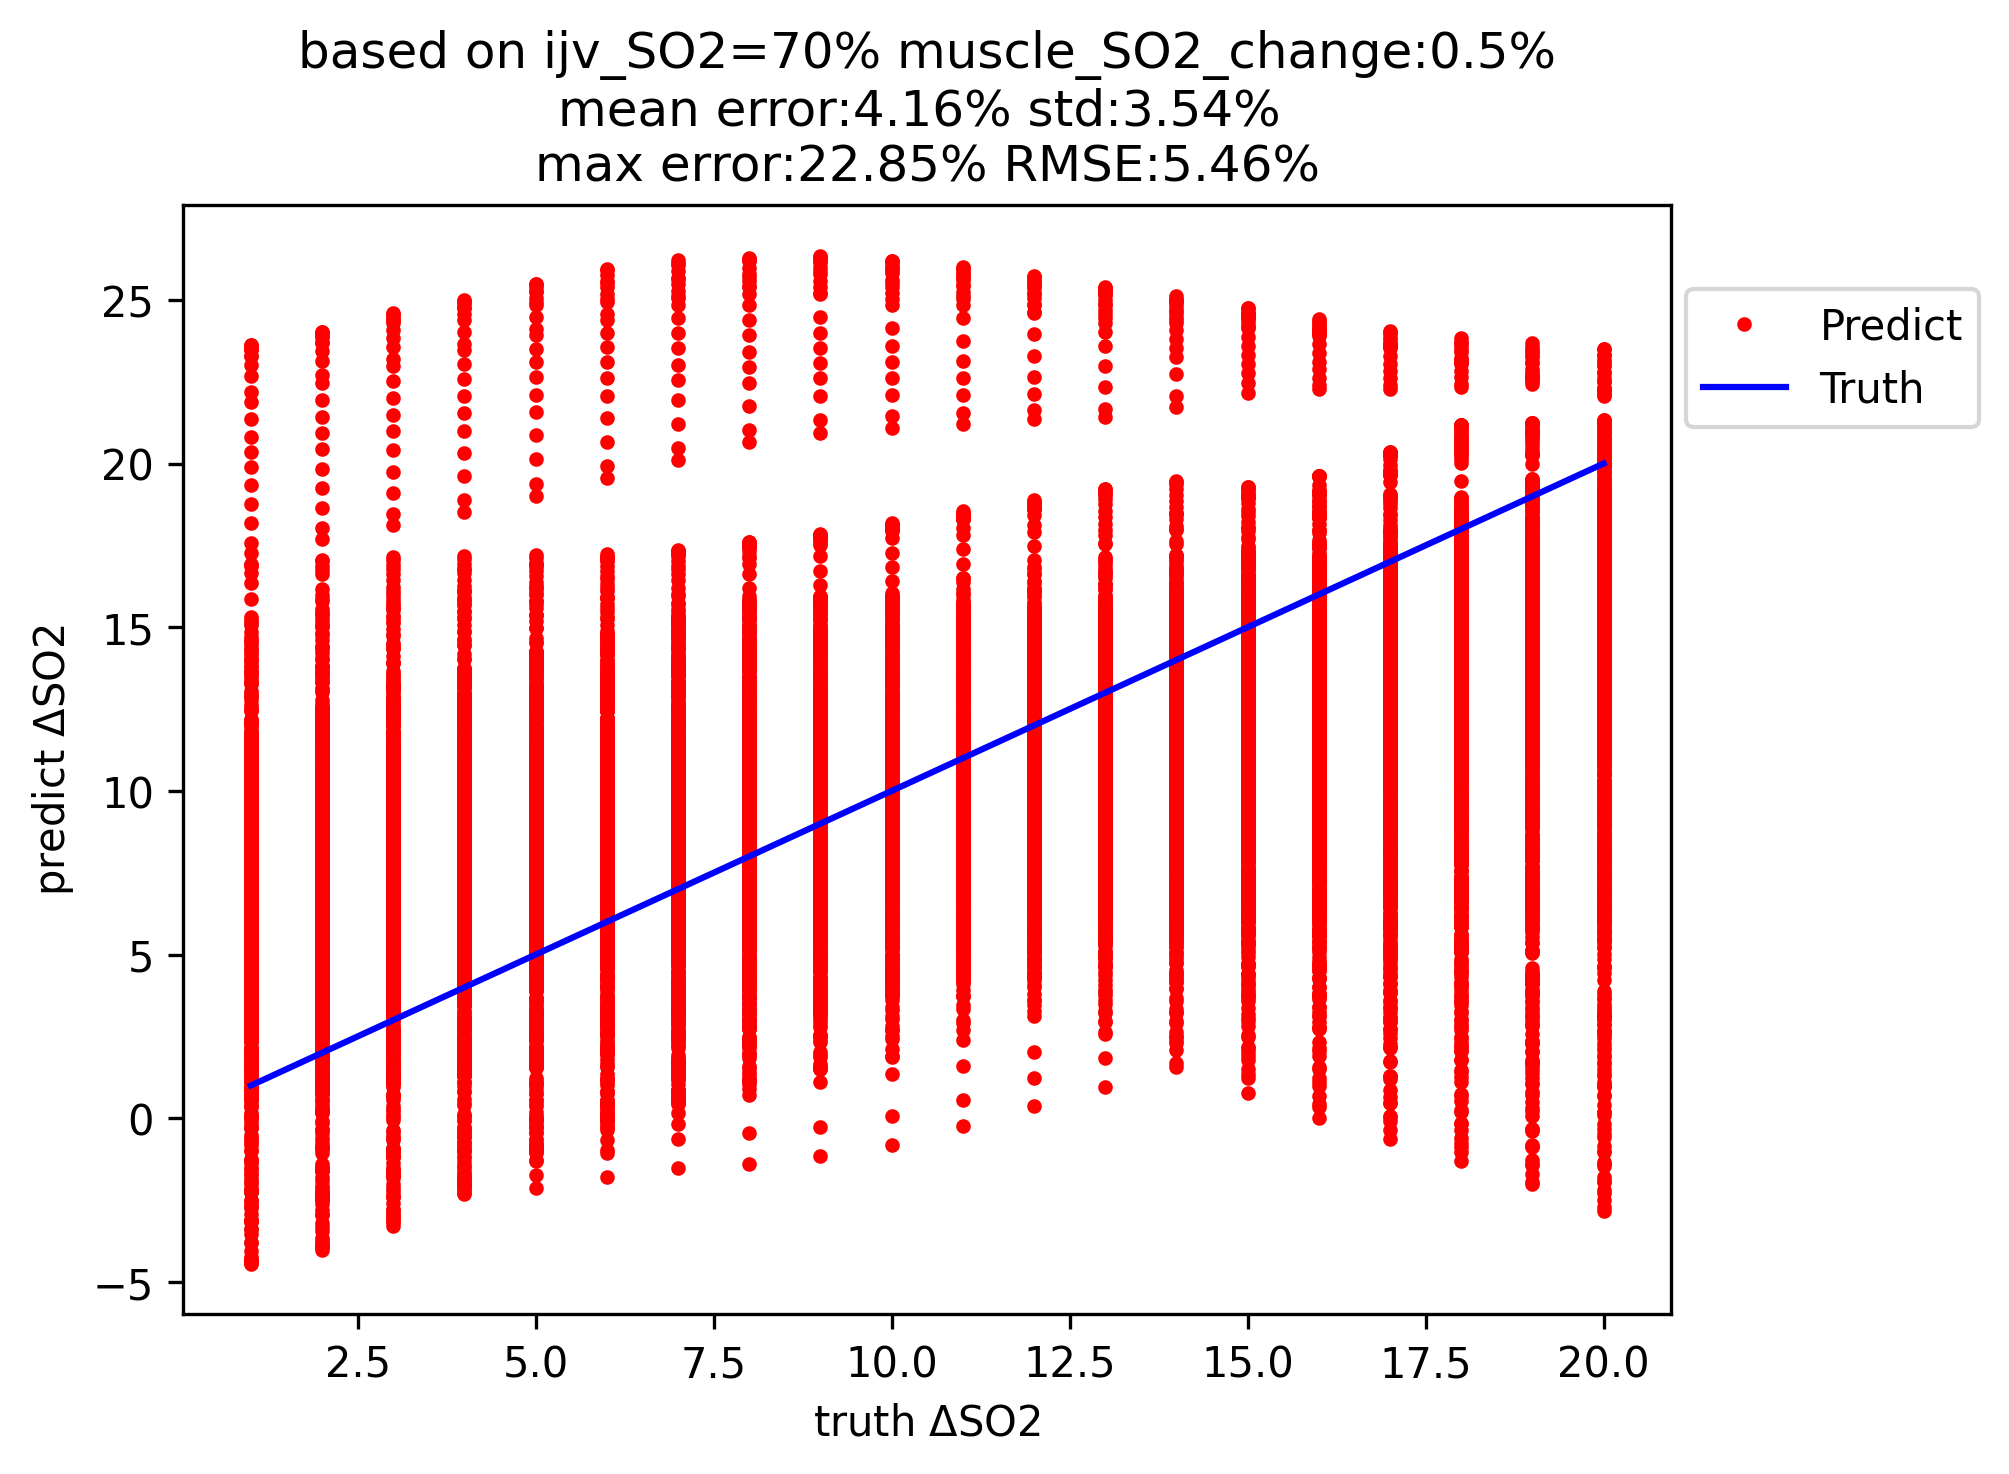 based on ijv_SO2=70% muscle_SO2_change:0.5%
mean error:4.16% std:3.54%
max error:22.85% RMSE:5.46%
25
20
15
10
5
0
−5
predict ΔSO2
2.5 5.0 7.5 10.0 12.5 15.0 17.5 20.0
truth ΔSO2
Predict
Truth